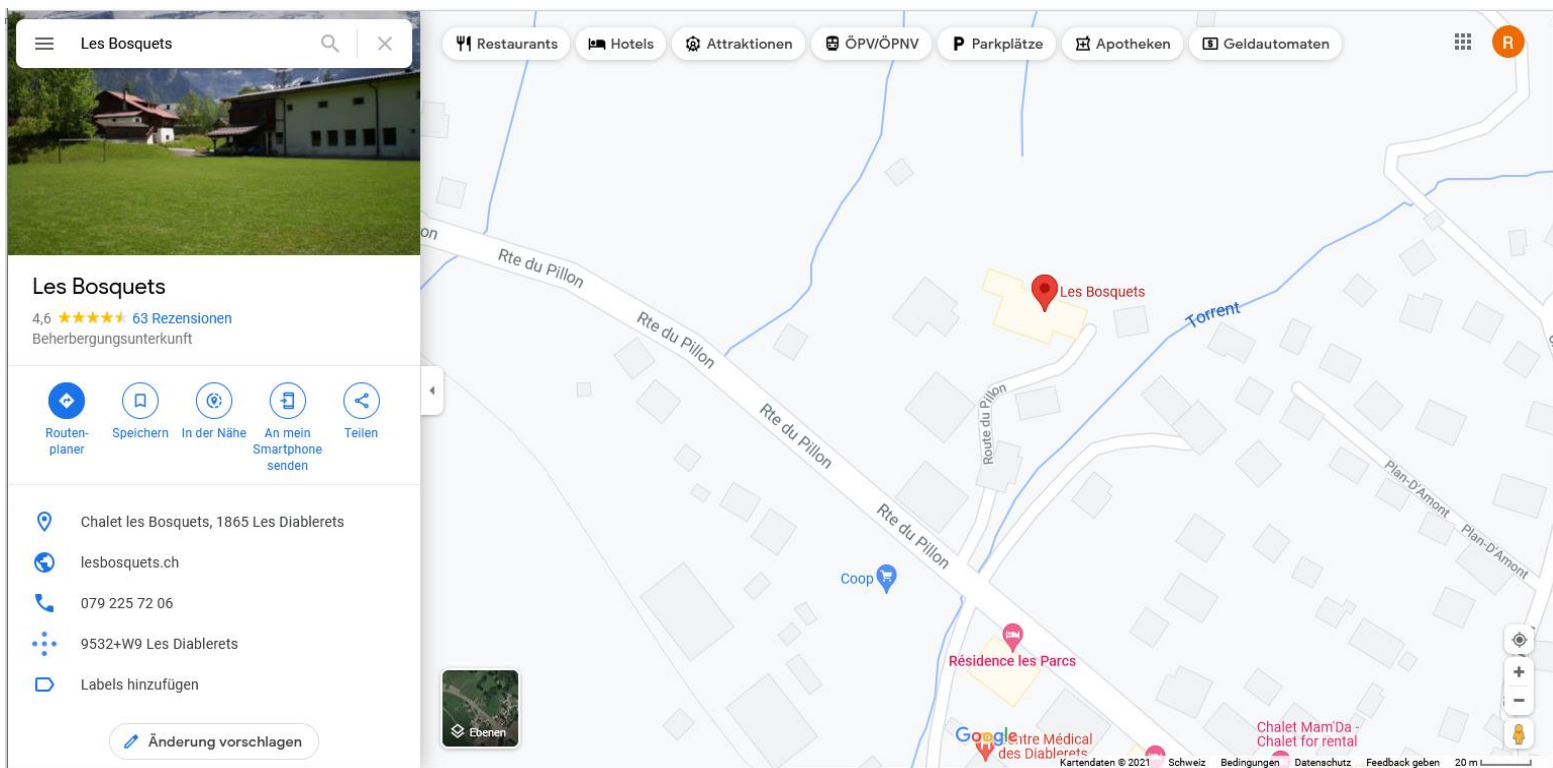 Les Bosquets
Restaurants
Hotels
Attraktionen
ÖPV/ÖPNV
P Parkplätze
Apotheken
Geldautomaten
R
Les Bosquets
4,6
63 Rezensionen
Beherbergungsunterkunft
Routen-
planer
Speichern
In der Nähe
An mein
Smartphone
senden
Teilen
Chalet les Bosquets, 1865 Les Diablerets
lesbosquets.ch
079 225 72 06
9532+W9 Les Diablerets
Labels hinzufügen
Änderung vorschlagen
on
Rte du Pillon
Rte du Pillon
Rte du Pillon
Rte du Pillon
Les Bosquets
Torrent
Route du Pillon
Plan-D'Amont
Plan-D'Amont
Coop
Résidence les Parcs
Ebenen
Google
ntre Médical
des Diablerets
Chalet Mam'Da -
Chalet for rental
Kartendaten © 2021 Schweiz Bedingungen Datenschutz Feedback geben 20 m